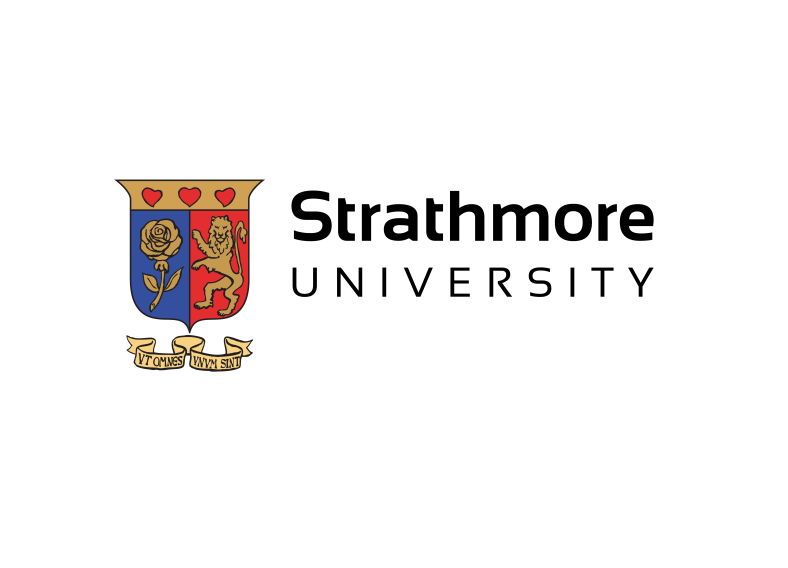 Strathmore
UNIVERSITY
VT OMNES VNVM SINT